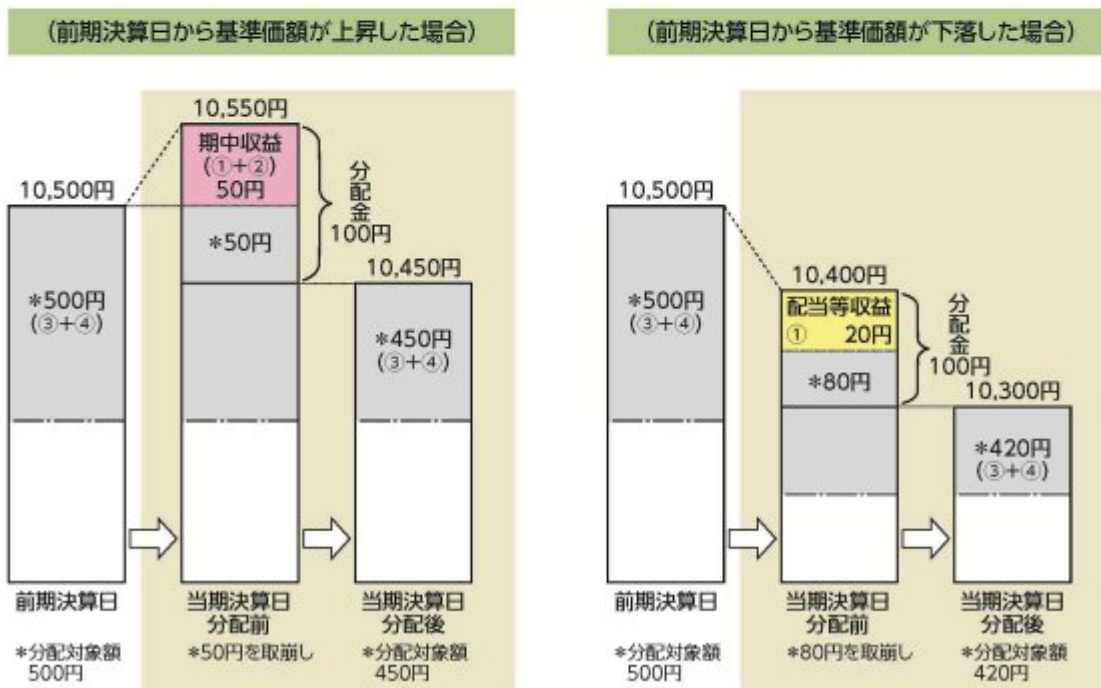 (前期決算日から基準価額が上昇した場合)
10,550円
期中収益
(①+②)
50円
10,500円
分配金
100円
*50円
10,450円
*500円
(③+④)
*450円
(③+④)
前期決算日
当期決算日
分配前
当期決算日
分配後
*分配対象額
500円
*50円を取崩し
*分配対象額
450円
(前期決算日から基準価額が下落した場合)
10,500円
10,400円
配当等収益
① 20円
分配金
100円
*500円
(③+④)
*80円
10,300円
*420円
(③+④)
前期決算日
当期決算日
分配前
当期決算日
分配後
*分配対象額
500円
*80円を取崩し
*分配対象額
420円